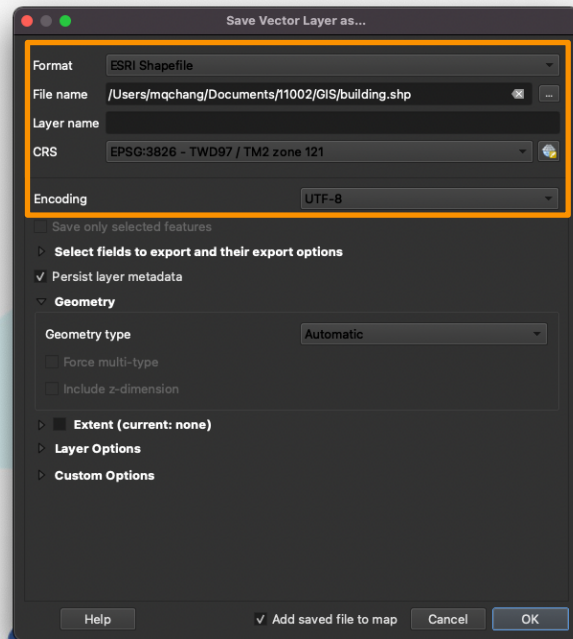 Save Vector Layer as...
Format ESRI Shapefile
File name /Users/mqchang/Documents/11002/GIS/building.shp ...
Layer name
CRS EPSG:3826 - TWD97 / TM2 zone 121
Encoding UTF-8
Save only selected features
Select fields to export and their export options
Persist layer metadata
Geometry
Geometry type Automatic
Force multi-type
Include z-dimension
Extent (current: none)
Layer Options
Custom Options
Help Add saved file to map Cancel OK